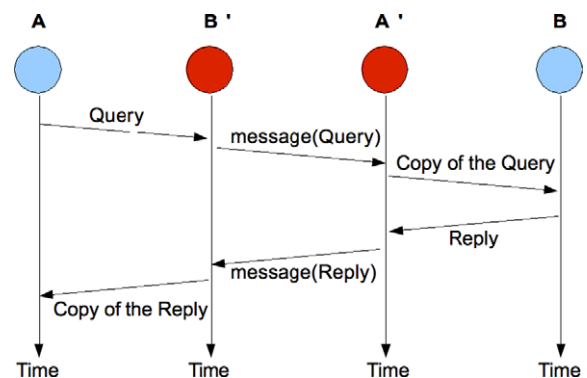 A
B '
A '
B
Query
message(Query)
Copy of the Query
Reply
message(Reply)
Copy of the Reply
Time
Time
Time
Time